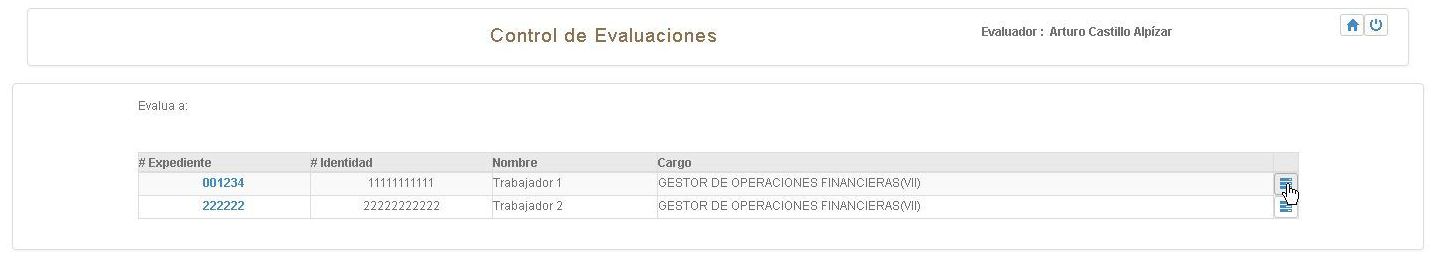 Control de Evaluaciones
Evaluador : Arturo Castillo Alpízar
Evalua a:
# Expediente # Identidad Nombre Cargo
001234 11111111111 Trabajador 1 GESTOR DE OPERACIONES FINANCIERAS(VII)
222222 22222222222 Trabajador 2 GESTOR DE OPERACIONES FINANCIERAS(VII)